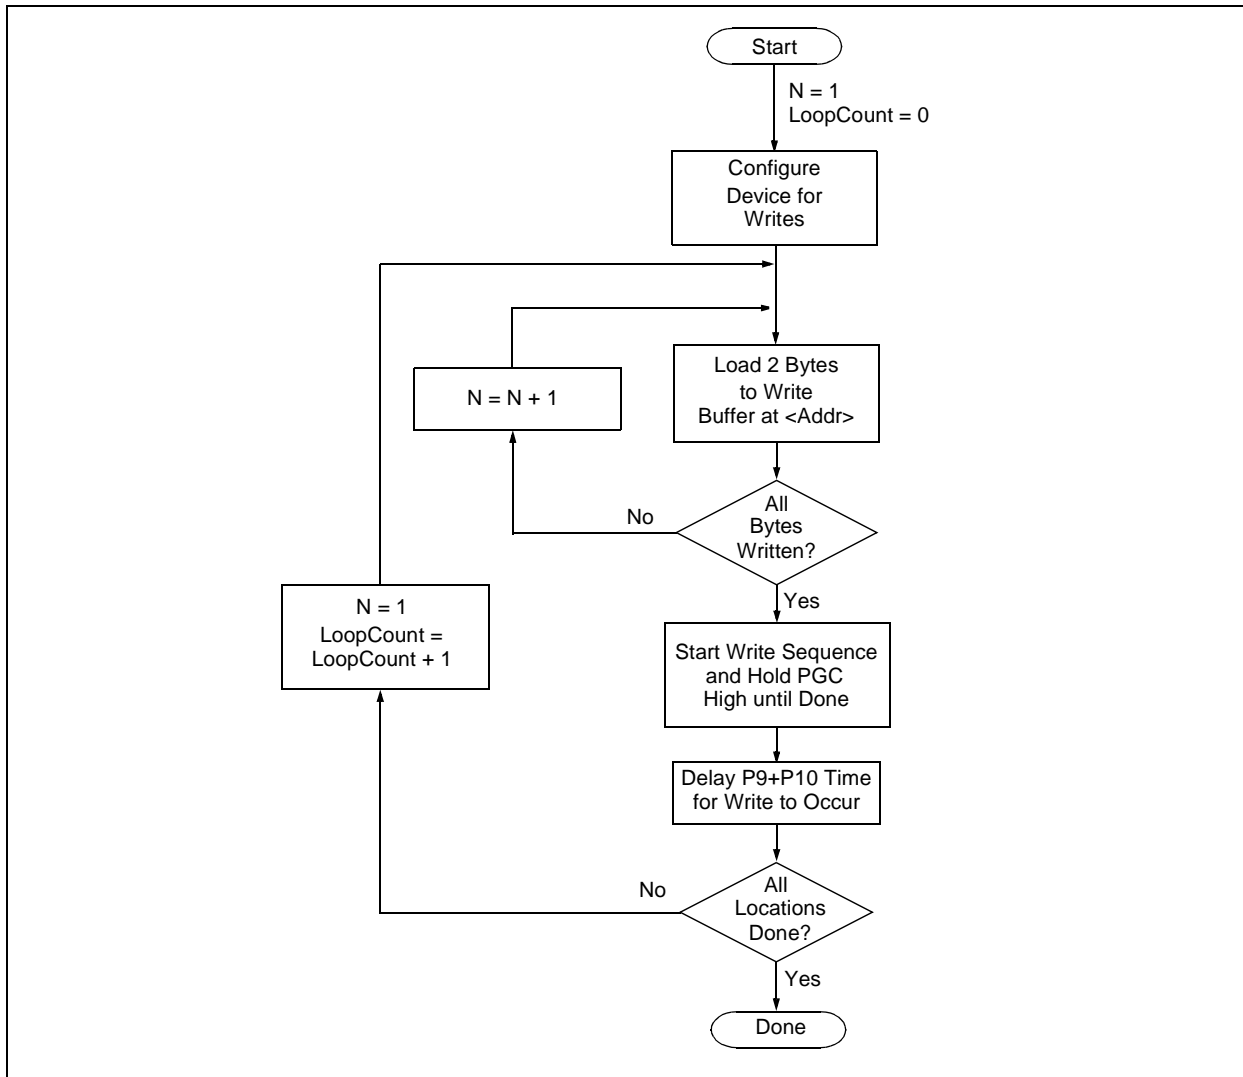 Start
N = 1
LoopCount = 0
Configure
Device for
Writes
Load 2 Bytes
to Write
Buffer at <Addr>
N = N + 1
All
Bytes
Written?
No
Yes
N = 1
LoopCount =
LoopCount + 1
Start Write Sequence
and Hold PGC
High until Done
Delay P9+P10 Time
for Write to Occur
No
All
Locations
Done?
Yes
Done